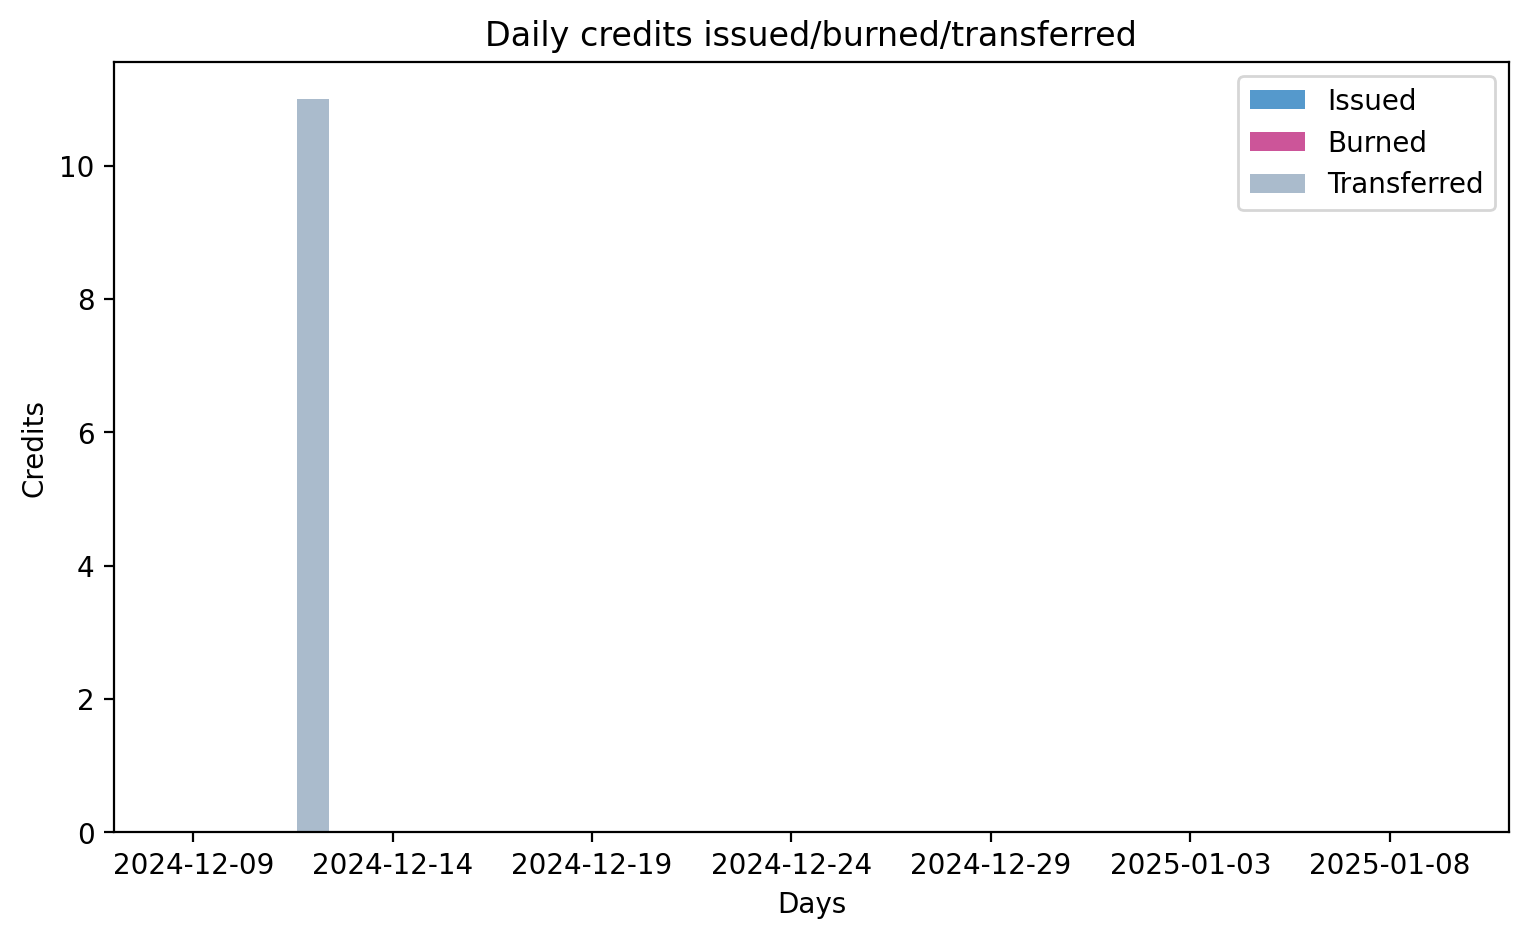 Daily credits issued/burned/transferred
Issued
Burned
Transferred
10
8
6
4
2
0
Credits
2024-12-09 2024-12-14 2024-12-19 2024-12-24 2024-12-29 2025-01-03 2025-01-08
Days